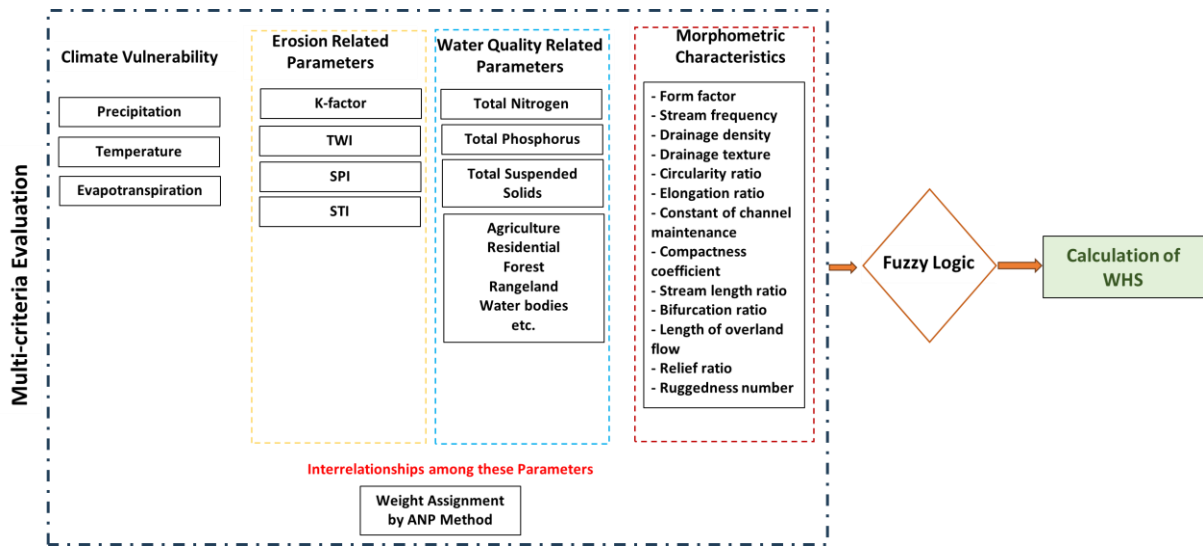 Multi-criteria Evaluation
Climate Vulnerability
Precipitation
Temperature
Evapotranspiration
Erosion Related
Parameters
K-factor
TWI
SPI
STI
Water Quality Related
Parameters
Total Nitrogen
Total Phosphorus
Total Suspended
Solids
Agriculture
Residential
Forest
Rangeland
Water bodies
etc.
Morphometric
Characteristics
- Form factor
- Stream frequency
- Drainage density
- Drainage texture
- Circularity ratio
- Elongation ratio
- Constant of channel
maintenance
- Compactness
coefficient
- Stream length ratio
- Bifurcation ratio
- Length of overland
flow
- Relief ratio
- Ruggedness number
Interrelationships among these Parameters
Weight Assignment
by ANP Method
Fuzzy Logic
Calculation of
WHS